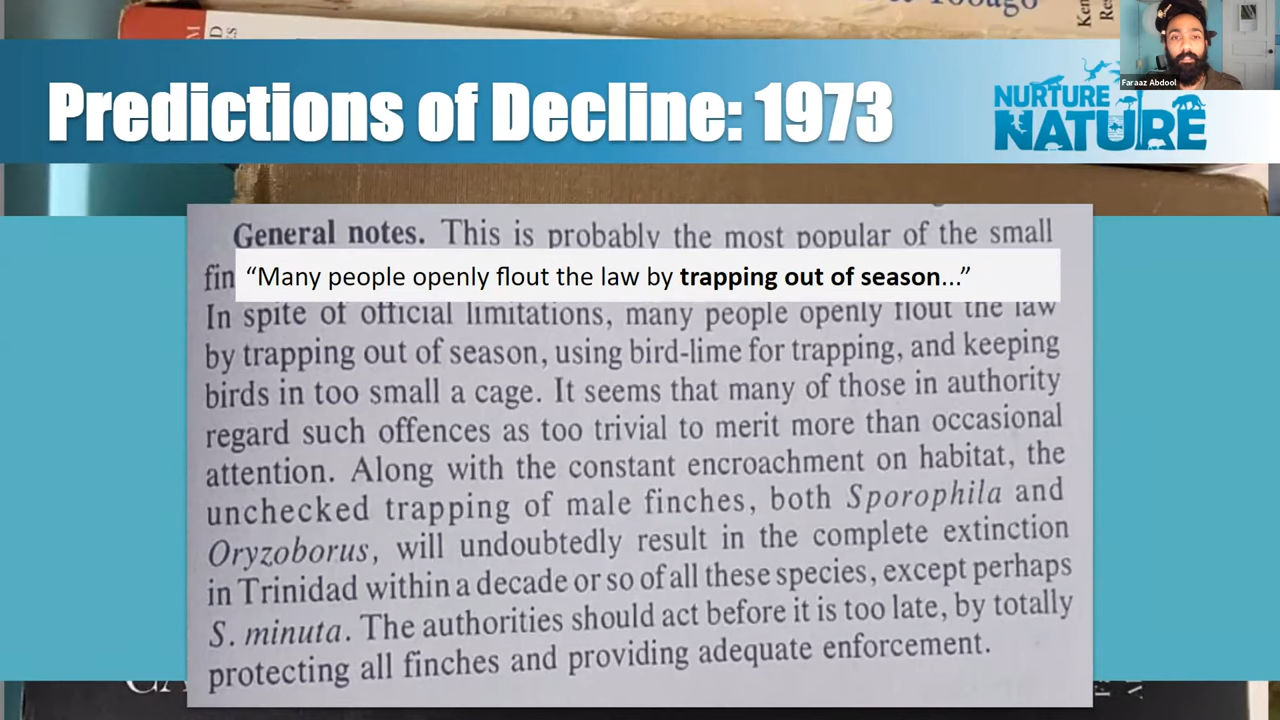 Tobago
Faraaz Abdool
Predictions of Decline: 1973
NURTURE
NATURE
General notes. This is probably the most popular of the small
fin
“Many people openly flout the law by trapping out of season...”
In spite of official limitations, many people openly flout the law
by trapping out of season, using bird-lime for trapping, and keeping
birds in too small a cage. It seems that many of those in authority
regard such offences as too trivial to merit more than occasional
attention. Along with the constant encroachment on habitat, the
unchecked trapping of male finches, both Sporophila and
Oryzoborus, will undoubtedly result in the complete extinction
in Trinidad within a decade or so of all these species, except perhaps
S. minuta. The authorities should act before it is too late, by totally
protecting all finches and providing adequate enforcement.